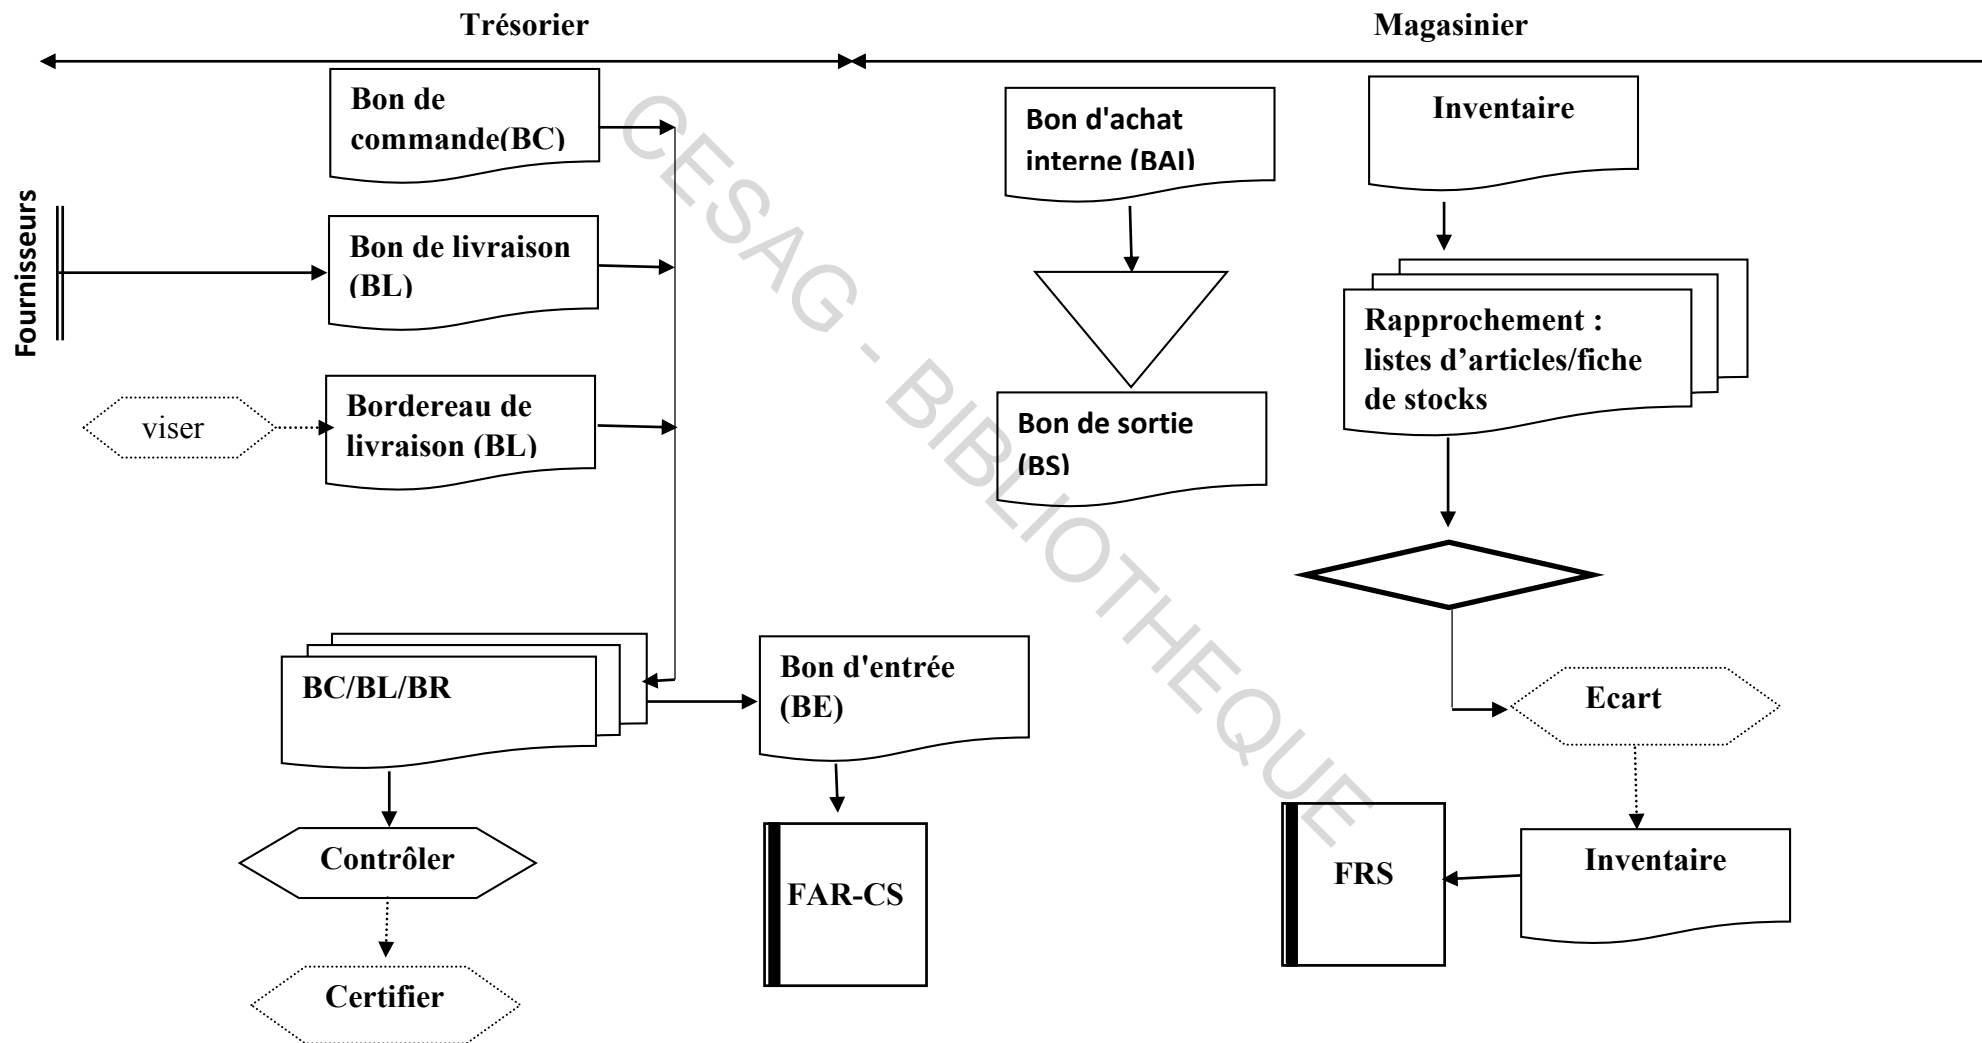 Trésorier
Magasinier
Bon de
commande(BC)
Bon d'achat
interne (BAI)
Inventaire
Fournisseurs
Bon de livraison
(BL)
Rapprochement :
listes d’articles/fiche
de stocks
viser
Bordereau de
livraison (BL)
Bon de sortie
(BS)
BC/BL/BR
Bon d'entrée
(BE)
Ecart
Contrôler
FAR-CS
FRS
Inventaire
Certifier
CESAG - BIBLIOTHEQUE